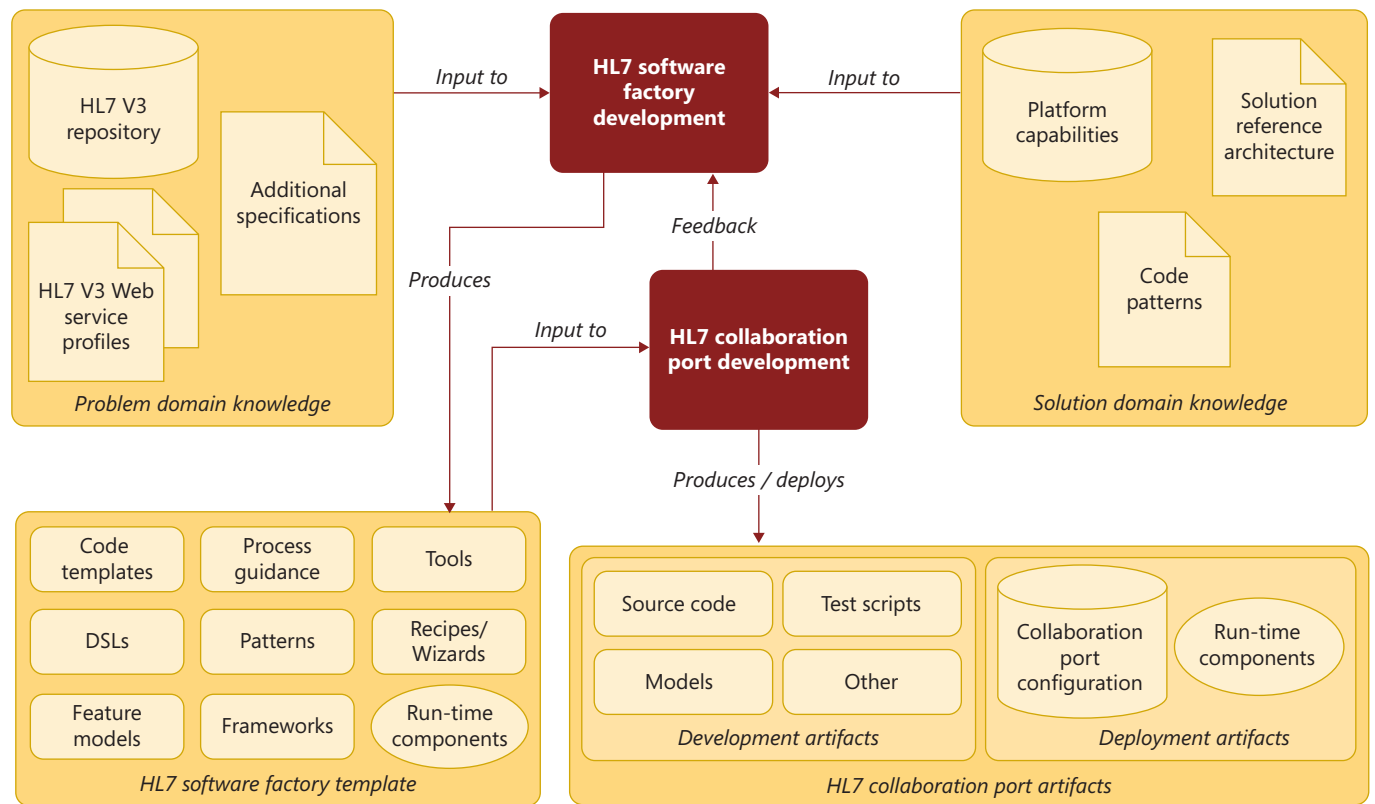 HL7 V3
repository
Additional
specifications
HL7 V3 Web
service
profiles
Problem domain knowledge
Input to
HL7 software
factory
development
Input to
Platform
capabilities
Solution
reference
architecture
Code
patterns
Solution domain knowledge
Feedback
Produces
Input to
HL7 collaboration
port development
Produces / deploys
Code
templates
Process
guidance
Tools
DSLs
Patterns
Recipes/
Wizards
Feature
models
Frameworks
Run-time
components
HL7 software factory template
Source code
Test scripts
Models
Other
Development artifacts
Collaboration
port
configuration
Run-time
components
Deployment artifacts
HL7 collaboration port artifacts